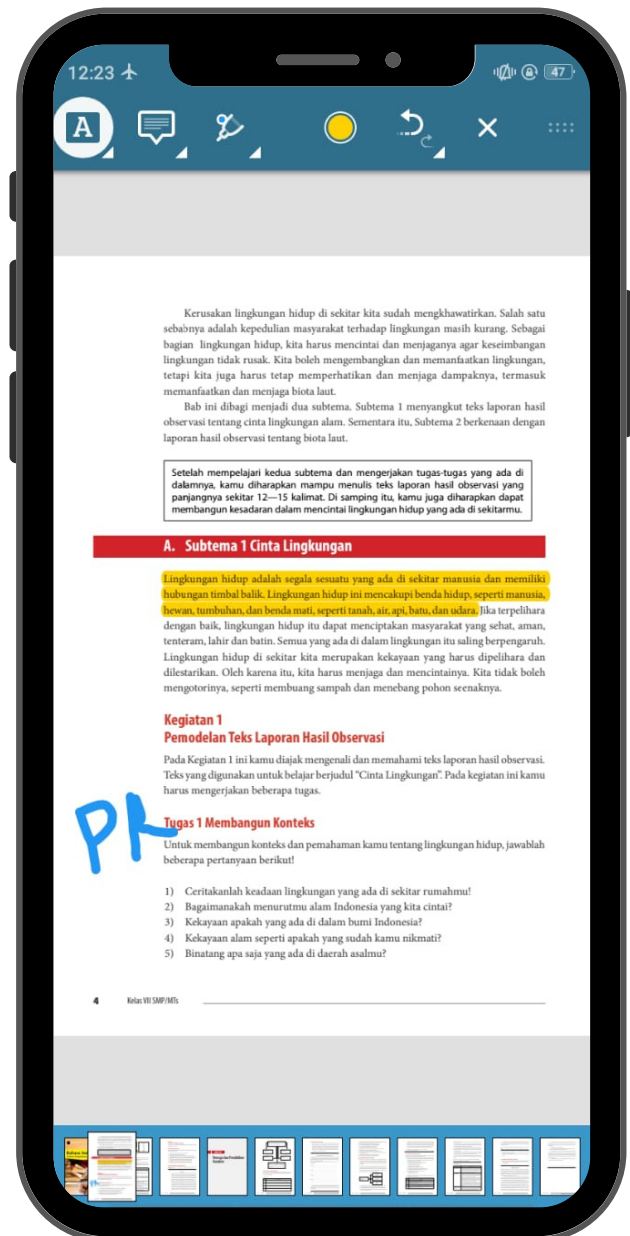 12:23
47
A
Kerusakan lingkungan hidup di sekitar kita sudah mengkhawatirkan. Salah satu
sebabnya adalah kepedulian masyarakat terhadap lingkungan masih kurang. Sebagai
bagian lingkungan hidup, kita harus mencintai dan menjaganya agar keseimbangan
lingkungan tidak rusak. Kita boleh mengembangkan dan memanfaatkan lingkungan,
tetapi kita juga harus tetap memperhatikan dan menjaga dampaknya, termasuk
memanfaatkan dan menjaga biota laut.
Bab ini dibagi menjadi dua subtema. Subtema 1 menyangkut teks laporan hasil
observasi tentang cinta lingkungan alam. Sementara itu, Subtema 2 berkenaan dengan
laporan hasil observasi tentang biota laut.
Setelah mempelajari kedua subtema dan mengerjakan tugas-tugas yang ada di
dalamnya, kamu diharapkan mampu menulis teks laporan hasil observasi yang
panjangnya sekitar 12—15 kalimat. Di samping itu, kamu juga diharapkan dapat
membangun kesadaran dalam mencintai lingkungan hidup yang ada di sekitarmu.
A. Subtema 1 Cinta Lingkungan
Lingkungan hidup adalah segala sesuatu yang ada di sekitar manusia dan memiliki
hubungan timbal balik. Lingkungan hidup ini mencakupi benda hidup, seperti manusia,
hewan, tumbuhan, dan benda mati, seperti tanah, air, api, batu, dan udara. Jika terpelihara
dengan baik, lingkungan hidup itu dapat menciptakan masyarakat yang sehat, aman,
tenteram, lahir dan batin. Semua yang ada di dalam lingkungan itu saling berpengaruh.
Lingkungan hidup di sekitar kita merupakan kekayaan yang harus dipelihara dan
dilestarikan. Oleh karena itu, kita harus menjaga dan mencintainya. Kita tidak boleh
mengotorinya, seperti membuang sampah dan menebang pohon seenaknya.
Kegiatan 1
Pemodelan Teks Laporan Hasil Observasi
Pada Kegiatan 1 ini kamu diajak mengenali dan memahami teks laporan hasil observasi.
Teks yang digunakan untuk belajar berjudul "Cinta Lingkungan". Pada kegiatan ini kamu
harus mengerjakan beberapa tugas.
PR
Tugas 1 Membangun Konteks
Untuk membangun konteks dan pemahaman kamu tentang lingkungan hidup, jawablah
beberapa pertanyaan berikut!
1) Ceritakanlah keadaan lingkungan yang ada di sekitar rumahmu!
2) Bagaimanakah menurutmu alam Indonesia yang kita cintai?
3) Kekayaan apakah yang ada di dalam bumi Indonesia?
4) Kekayaan alam seperti apakah yang sudah kamu nikmati?
5) Binatang apa saja yang ada di daerah asalmu?
4 Kelas VII SMP/MTs